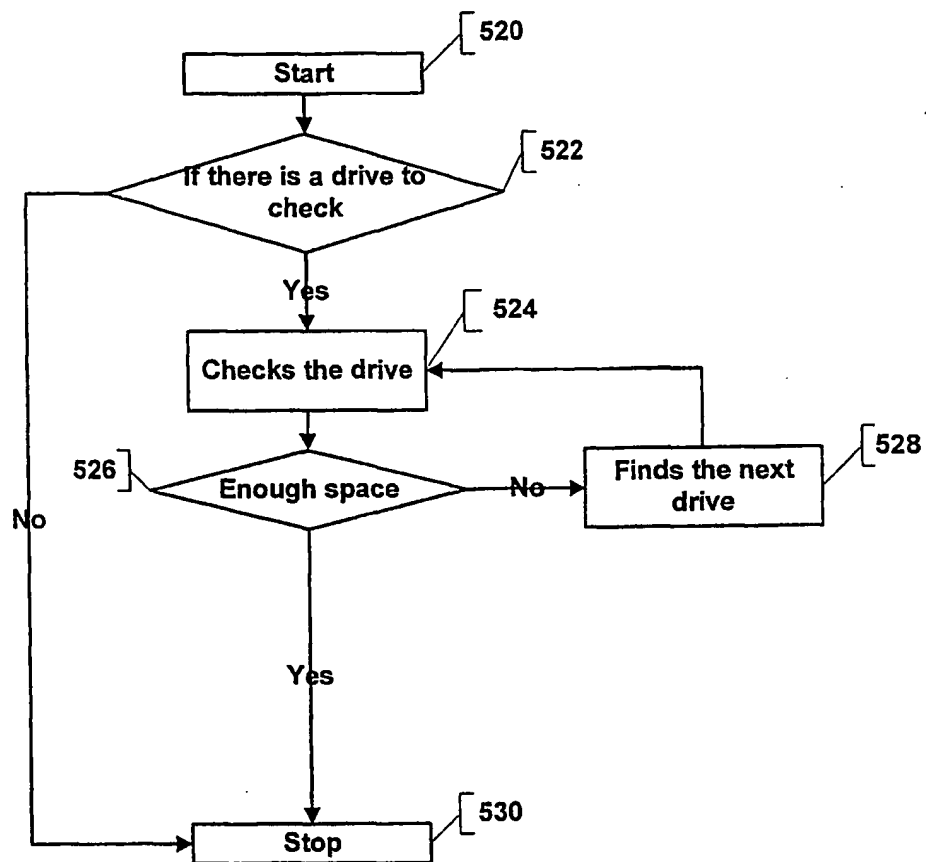 520
Start
522
If there is a drive to
check
Yes
524
Checks the drive
526
Enough space
No
Finds the next
drive
528
No
Yes
530
Stop